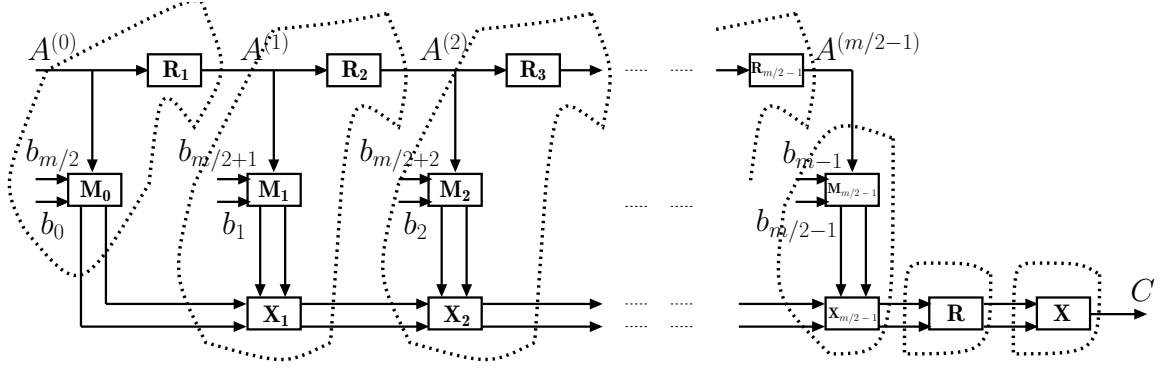 A^{(0)} A^{(1)} A^{(2)} A^{(m/2−1)}
R_1 R_2 R_3 ...... ...... R_{m/2−1}
b_{m/2} b_{m/2+1} b_{m/2+2} b_{m−1}
M_0 M_1 M_2 ...... ...... M_{m/2−1}
b_0 b_1 b_2 b_{m/2−1}
X_1 X_2 ...... ...... X_{m/2−1} R X C